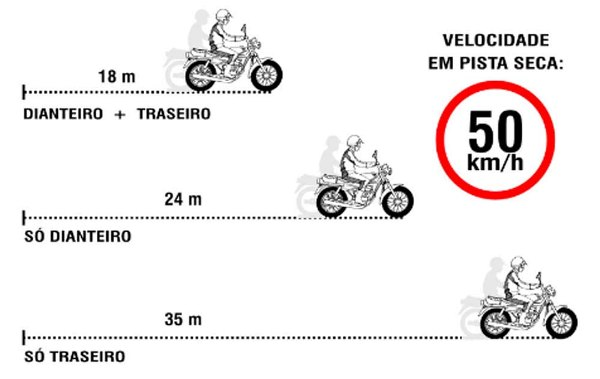 VELOCIDADE
EM PISTA SECA:
50
km/h
18 m
DIANTEIRO + TRASEIRO
24 m
SÓ DIANTEIRO
35 m
SÓ TRASEIRO